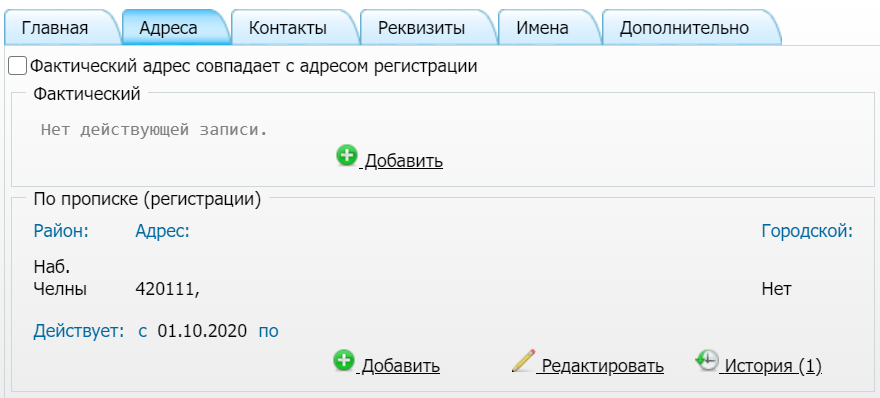 Главная Адреса Контакты Реквизиты Имена Дополнительно
Фактический адрес совпадает с адресом регистрации
Фактический
Нет действующей записи.
Добавить
По прописке (регистрации)
Район: Адрес: Городской:
Наб.
Челны 420111, Нет
Действует: с 01.10.2020 по
Добавить Редактировать История (1)